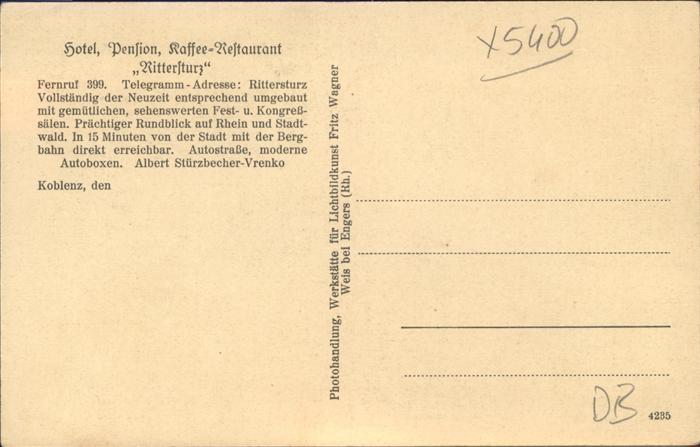 Hotel, Pension, Kaffee-Restaurant
„Rittersturz“
Fernruf 399. Telegramm-Adresse: Rittersturz
Vollständig der Neuzeit entsprechend umgebaut
mit gemütlichen, sehenswerten Fest- u. Kongreß-
sälen. Prächtiger Rundblick auf Rhein und Stadt-
wald. In 15 Minuten von der Stadt mit der Berg-
bahn direkt erreichbar. Autostraße, moderne
Autoboxen. Albert Stürzbecher-Vrenko
Koblenz, den
Photohandlung, Werkstätte für Lichtbildkunst Fritz Wagner
Weis bei Engers (Rh.)
x5400
DB
4235